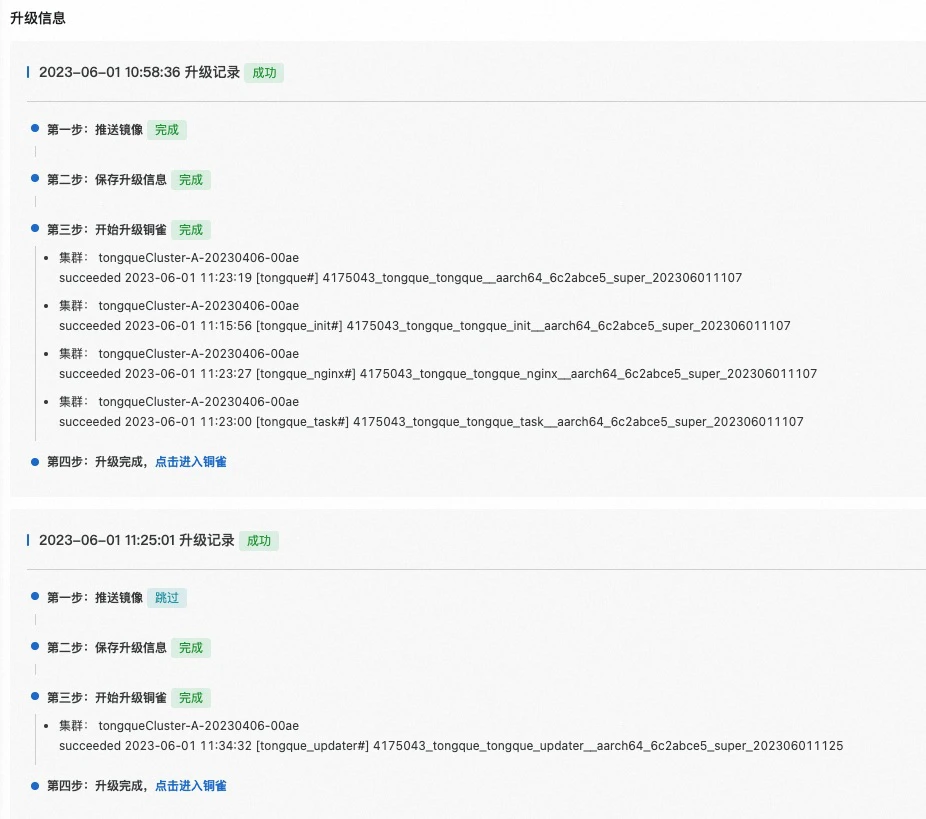 升级信息
2023-06-01 10:58:36 升级记录 成功
第一步：推送镜像 完成
第二步：保存升级信息 完成
第三步：开始升级铜雀 完成
集群： tongqueCluster-A-20230406-00ae
succeeded 2023-06-01 11:23:19 [tongque#] 4175043_tongque_tongque__aarch64_6c2abce5_super_202306011107
集群： tongqueCluster-A-20230406-00ae
succeeded 2023-06-01 11:15:56 [tongque_init#] 4175043_tongque_tongque_init__aarch64_6c2abce5_super_202306011107
集群： tongqueCluster-A-20230406-00ae
succeeded 2023-06-01 11:23:27 [tongque_nginx#] 4175043_tongque_tongque_nginx__aarch64_6c2abce5_super_202306011107
集群： tongqueCluster-A-20230406-00ae
succeeded 2023-06-01 11:23:00 [tongque_task#] 4175043_tongque_tongque_task__aarch64_6c2abce5_super_202306011107
第四步：升级完成，点击进入铜雀
2023-06-01 11:25:01 升级记录 成功
第一步：推送镜像 跳过
第二步：保存升级信息 完成
第三步：开始升级铜雀 完成
集群： tongqueCluster-A-20230406-00ae
succeeded 2023-06-01 11:34:32 [tongque_updater#] 4175043_tongque_tongque_updater__aarch64_6c2abce5_super_202306011125
第四步：升级完成，点击进入铜雀